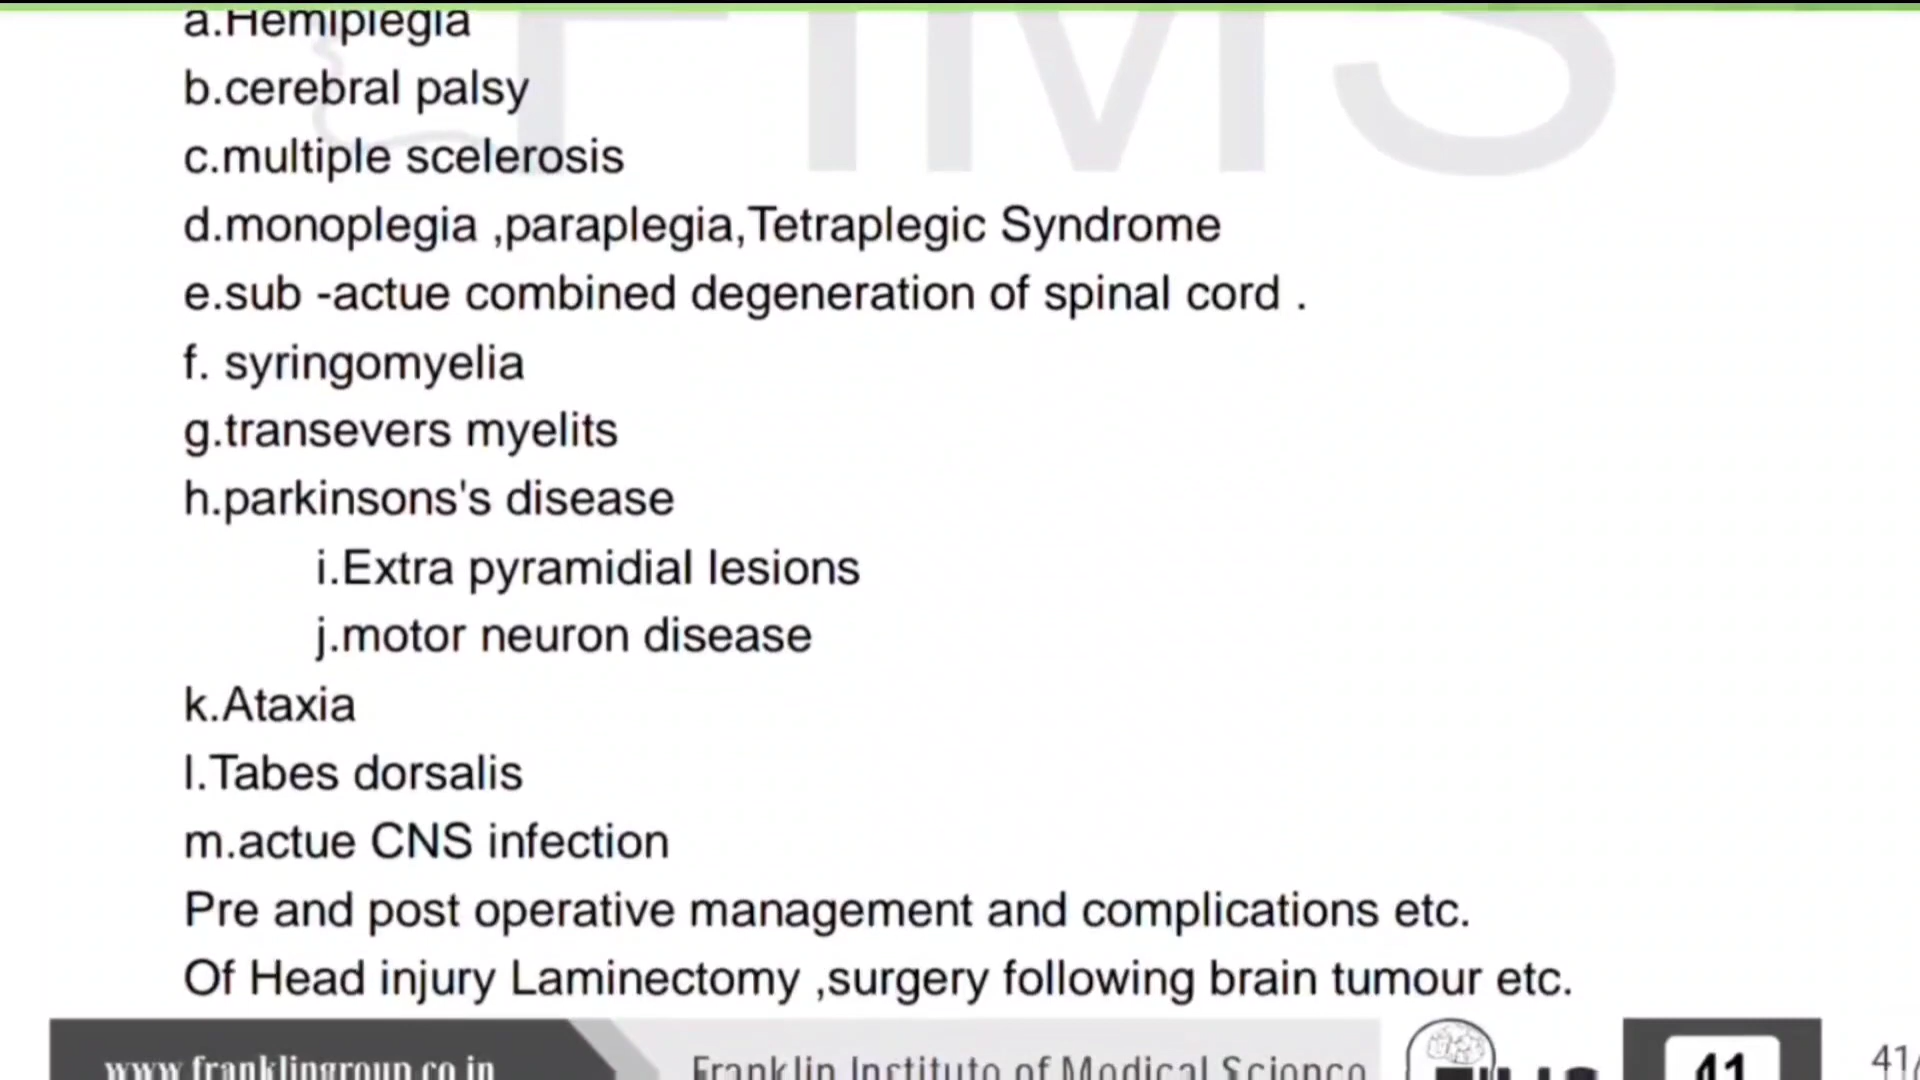 FIMS
a.Hemiplegia
b.cerebral palsy
c.multiple scelerosis
d.monoplegia ,paraplegia,Tetraplegic Syndrome
e.sub -actue combined degeneration of spinal cord .
f. syringomyelia
g.transevers myelits
h.parkinsons's disease
i.Extra pyramidial lesions
j.motor neuron disease
k.Ataxia
l.Tabes dorsalis
m.actue CNS infection
Pre and post operative management and complications etc.
Of Head injury Laminectomy ,surgery following brain tumour etc.
www.franklingroup.co.in
Franklin Institute of Medical Science
FIMS
41
41/